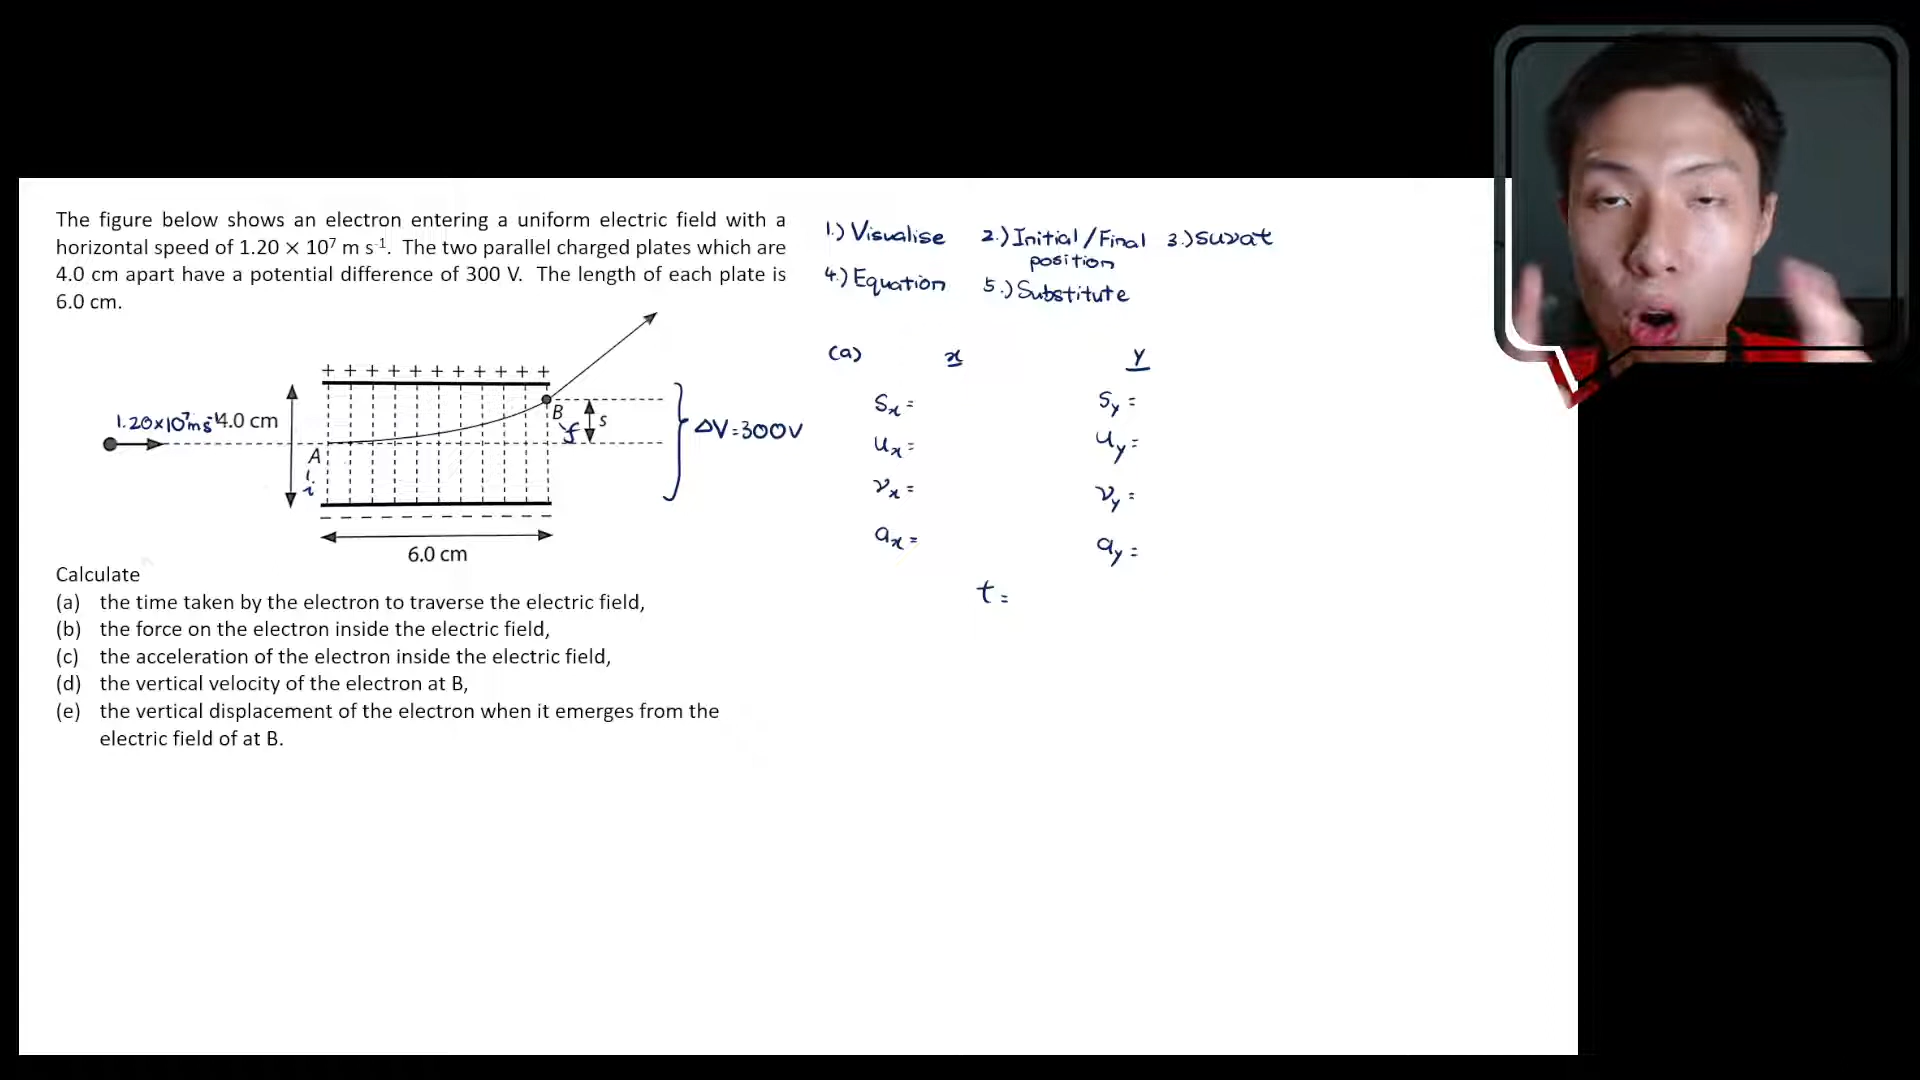 The figure below shows an electron entering a uniform electric field with a
horizontal speed of 1.20 × 10⁷ m s⁻¹. The two parallel charged plates which are
4.0 cm apart have a potential difference of 300 V. The length of each plate is
6.0 cm.
1.) Visualise 2.) Initial / Final position 3.) suvat
4.) Equation 5.) Substitute
+ + + + + + + + + + +
1.20×10⁷ms⁻¹ 4.0 cm
A
i
B
f
s
ΔV=300V
6.0 cm
(a) x y
Sx = Sy =
ux = uy =
vx = vy =
ax = ay =
t =
Calculate
(a) the time taken by the electron to traverse the electric field,
(b) the force on the electron inside the electric field,
(c) the acceleration of the electron inside the electric field,
(d) the vertical velocity of the electron at B,
(e) the vertical displacement of the electron when it emerges from the
electric field of at B.